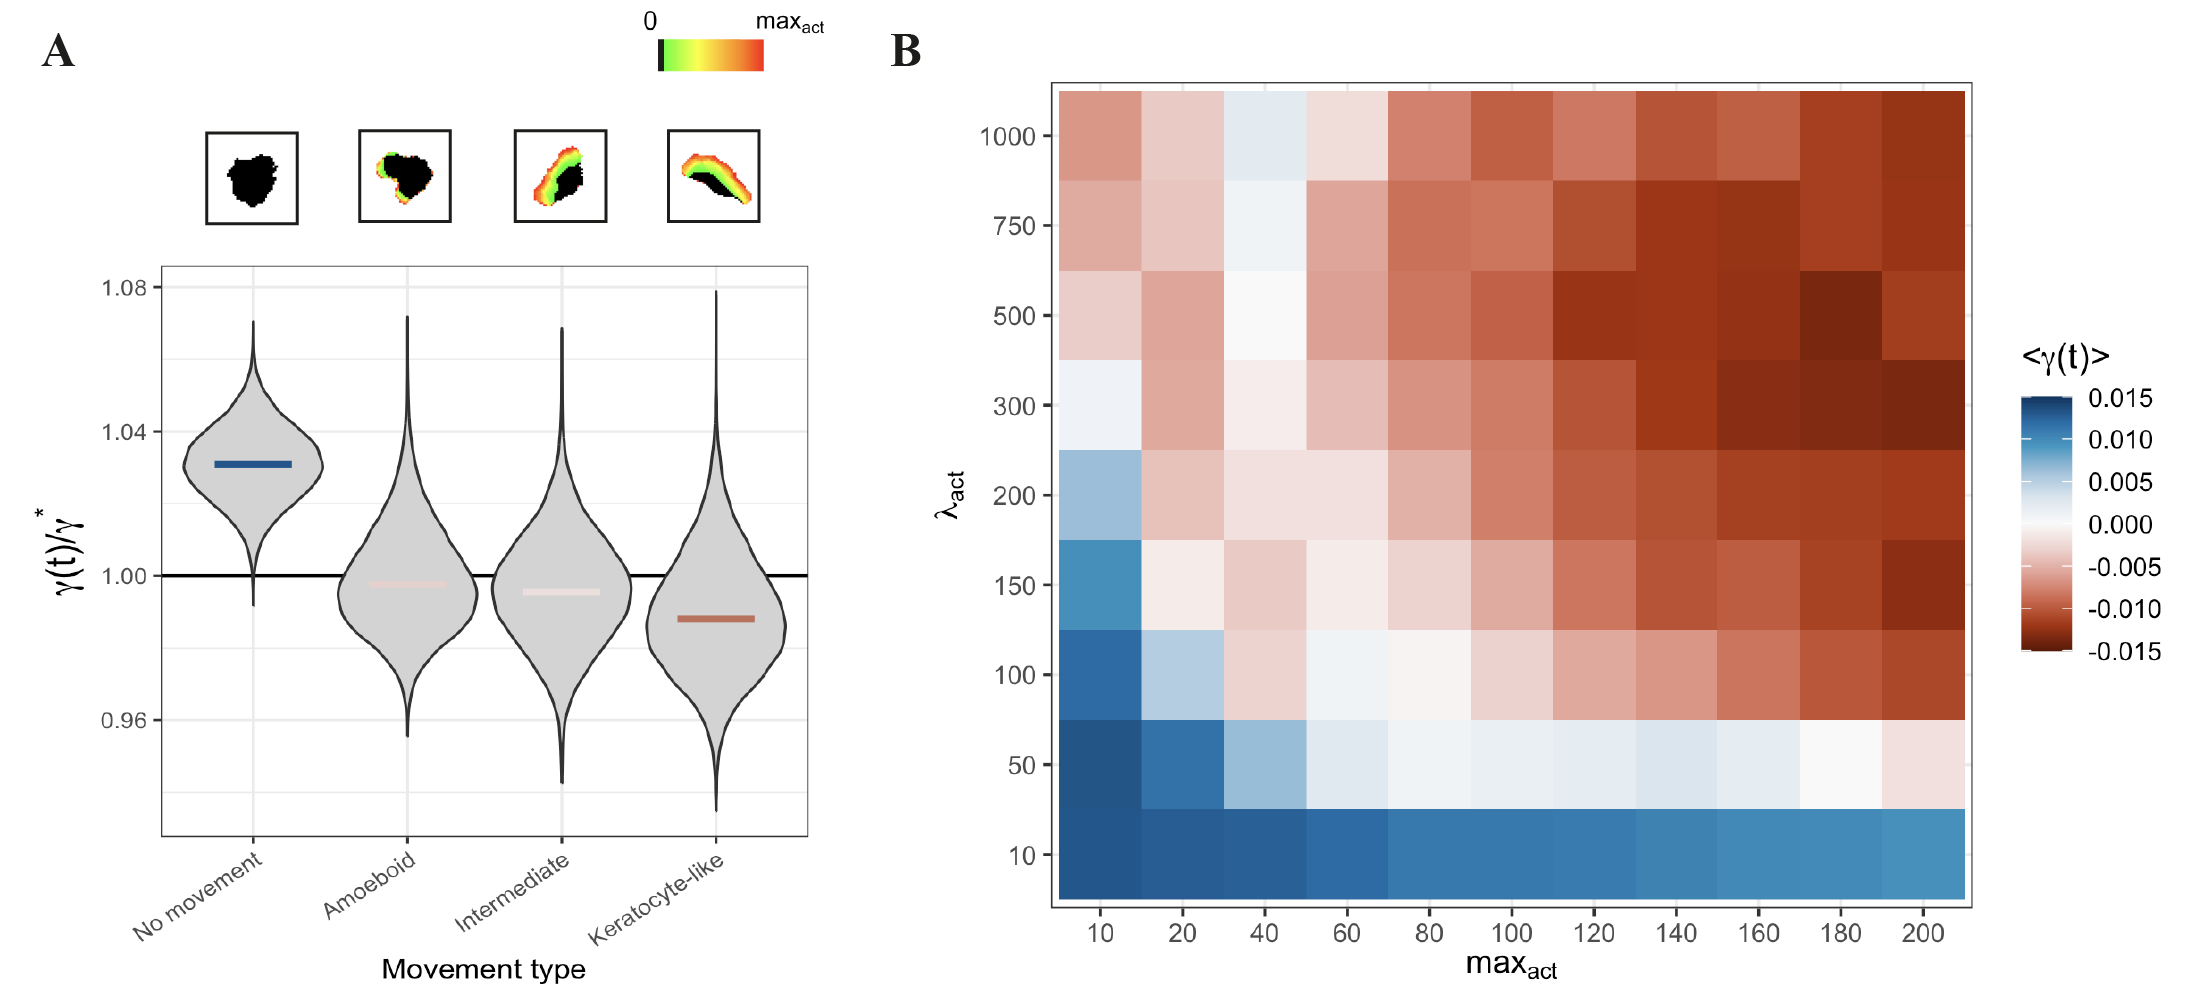 A
0 max_act
1.08
1.04
1.00
0.96
γ(t)/γ*
No movement
Amoeboid
Intermediate
Keratocyte-like
Movement type
B
1000
750
500
300
200
150
100
50
10
λ_act
10 20 40 60 80 100 120 140 160 180 200
max_act
<γ(t)>
0.015
0.010
0.005
0.000
-0.005
-0.010
-0.015